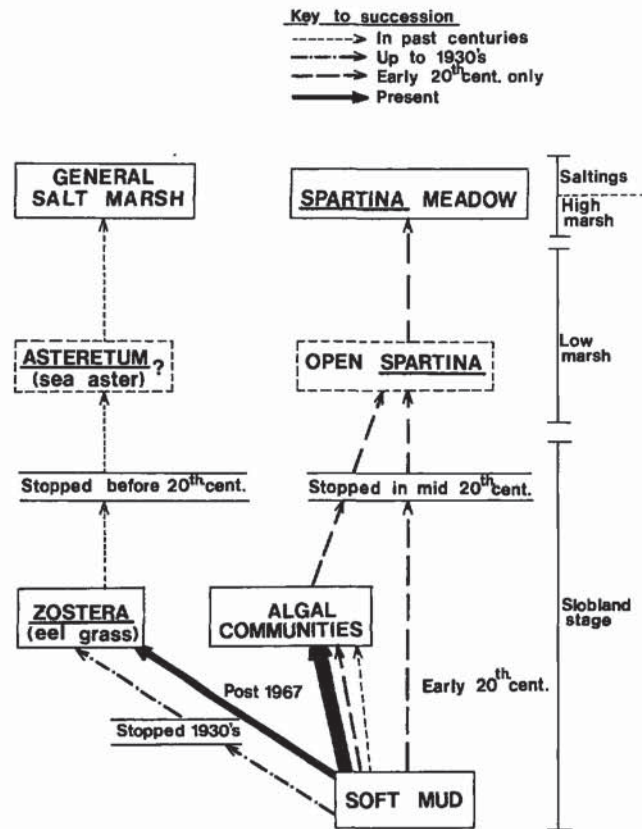 Key to succession
In past centuries
Up to 1930's
Early 20th cent. only
Present
GENERAL
SALT MARSH
SPARTINA MEADOW
Saltings
High
marsh
ASTERETUM ?
(sea aster)
OPEN SPARTINA
Low
marsh
Stopped before 20th cent.
Stopped in mid 20th cent.
ZOSTERA
(eel grass)
ALGAL
COMMUNITIES
Slobland
stage
Post 1967
Early 20th cent.
Stopped 1930's
SOFT MUD